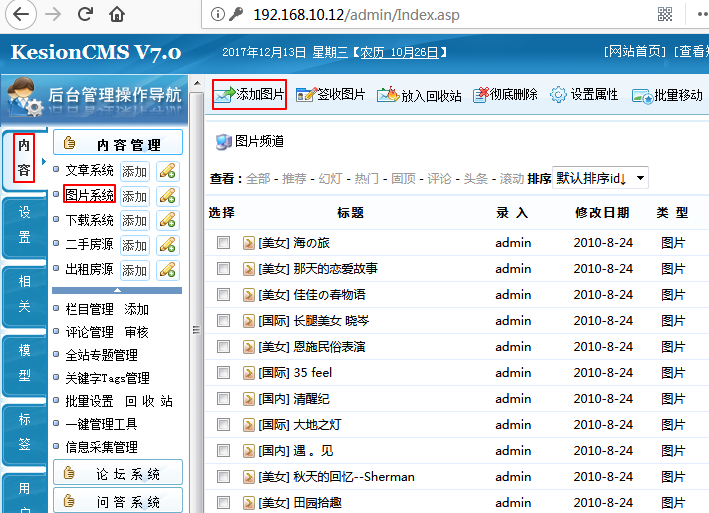 192.168.10.12/admin/Index.asp
KesionCMS V7.0
2017年12月13日 星期三【农历 10月26日】
[网站首页] [查看
后台管理操作导航
添加图片 签收图片 放入回收站 彻底删除 设置属性 批量移动
内容
设置
相关
模型
标签
用户
内容管理
文章系统 添加
图片系统 添加
下载系统 添加
二手房源 添加
出租房源 添加
栏目管理 添加
评论管理 审核
全站专题管理
关键字Tags管理
批量设置 回 收 站
一键管理工具
信息采集管理
论坛系统
问答系统
图片频道
查看：全部 - 推荐 - 幻灯 - 热门 - 固顶 - 评论 - 头条 - 滚动 排序 默认排序id↓
选择 标题 录 入 修改日期 类 型
[美女] 海の旅 admin 2010-8-24 图片
[美女] 那天的恋爱故事 admin 2010-8-24 图片
[美女] 佳佳の春物语 admin 2010-8-24 图片
[国际] 长腿美女 晓岑 admin 2010-8-24 图片
[美女] 恩施民俗表演 admin 2010-8-24 图片
[国际] 35 feel admin 2010-8-24 图片
[国内] 清醒纪 admin 2010-8-24 图片
[国际] 大地之灯 admin 2010-8-24 图片
[国内] 遇 。见 admin 2010-8-24 图片
[美女] 秋天的回忆--Sherman admin 2010-8-24 图片
[美女] 田园拾趣 admin 2010-8-24 图片